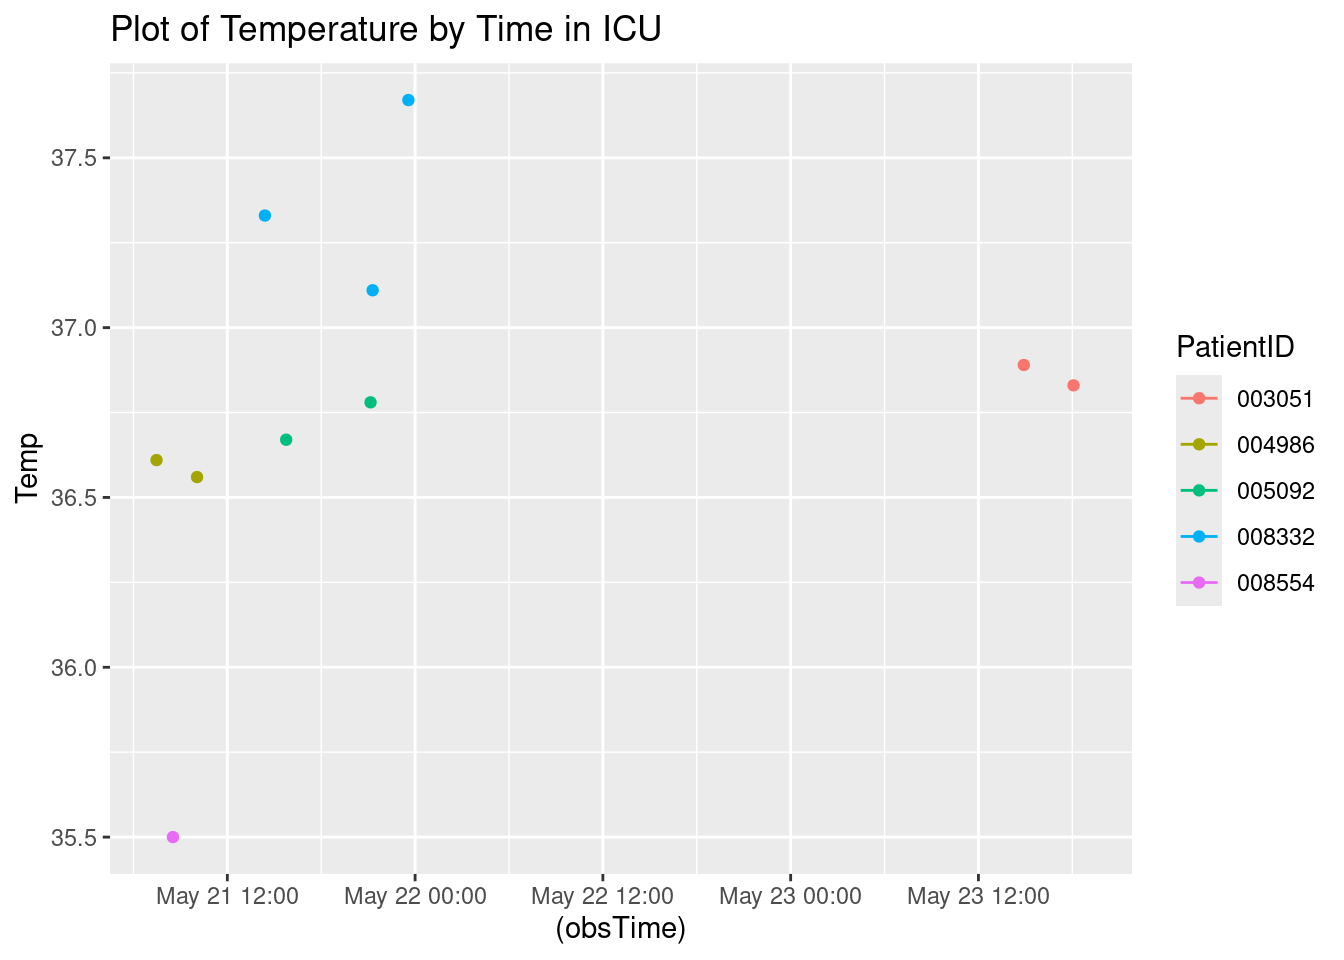 Plot of Temperature by Time in ICU
37.5
37.0
36.5
36.0
35.5
Temp
May 21 12:00
May 22 00:00
May 22 12:00
May 23 00:00
May 23 12:00
(obsTime)
PatientID
003051
004986
005092
008332
008554